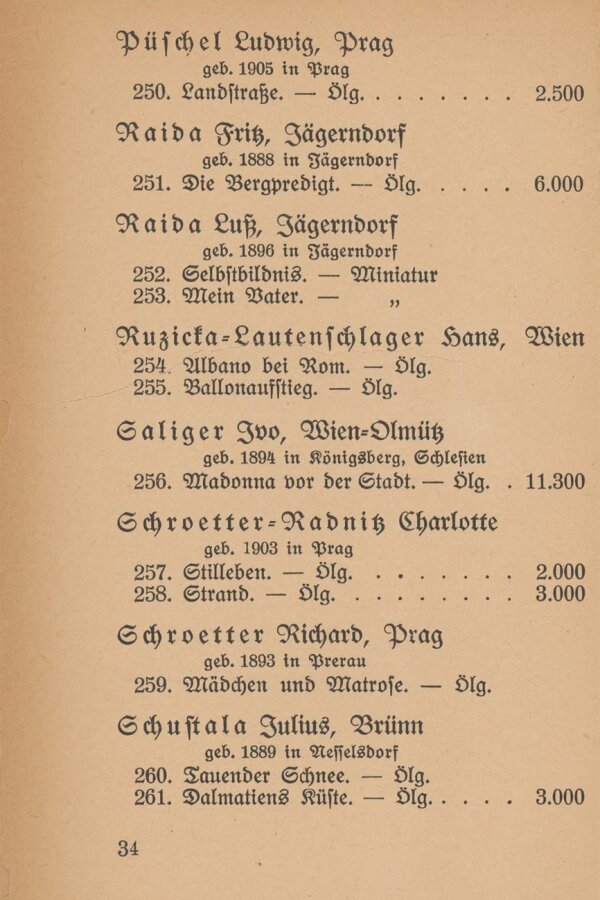 Püschel Ludwig, Prag
geb. 1905 in Prag
250. Landstraße. — Ölg. . . . . . . . 2.500
Raida Fritz, Jägerndorf
geb. 1888 in Jägerndorf
251. Die Bergpredigt. — Ölg. . . . . 6.000
Raida Luß, Jägerndorf
geb. 1896 in Jägerndorf
252. Selbstbildnis. — Miniatur
253. Mein Vater. — „
Ruzicka-Lautenschlager Hans, Wien
254. Albano bei Rom. — Ölg.
255. Ballonaufstieg. — Ölg.
Saliger Ivo, Wien-Olmütz
geb. 1894 in Königsberg, Schlesien
256. Madonna vor der Stadt. — Ölg. . 11.300
Schroetter-Radnitz Charlotte
geb. 1903 in Prag
257. Stilleben. — Ölg. . . . . . . . 2.000
258. Strand. — Ölg. . . . . . . . . 3.000
Schroetter Richard, Prag
geb. 1893 in Prerau
259. Mädchen und Matrose. — Ölg.
Schustala Julius, Brünn
geb. 1889 in Nesselsdorf
260. Tauender Schnee. — Ölg.
261. Dalmatiens Küste. — Ölg. . . . . 3.000
34